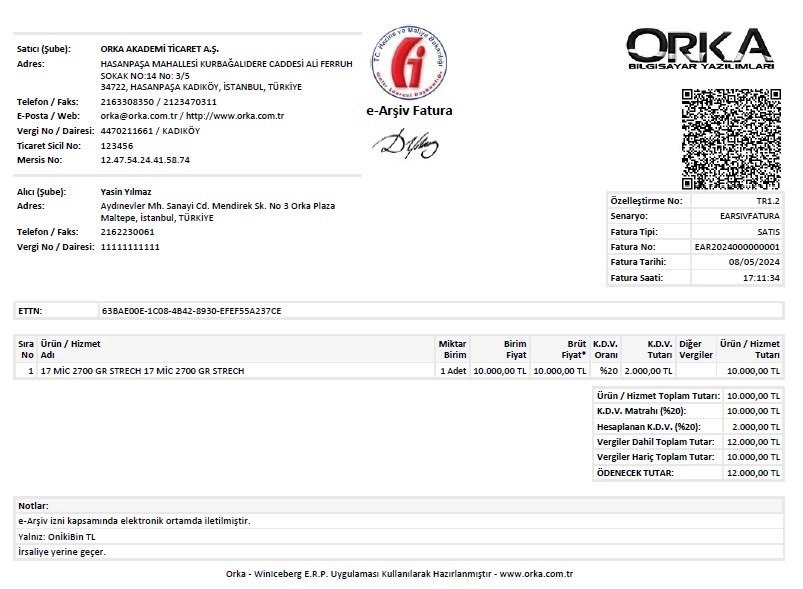 Satıcı (Şube): ORKA AKADEMİ TİCARET A.Ş.
Adres: HASANPAŞA MAHALLESİ KURBAĞALIDERE CADDESİ ALİ FERRUH
SOKAK NO:14 No: 3/5
34722, HASANPAŞA KADIKÖY, İSTANBUL, TÜRKİYE
Telefon / Faks: 2163308350 / 2123470311
E-Posta / Web: orka@orka.com.tr / http://www.orka.com.tr
Vergi No / Dairesi: 4470211661 / KADIKÖY
Ticaret Sicil No: 123456
Mersis No: 12.47.54.24.41.58.74
T.C. Hazine ve Maliye Bakanlığı
Gelir İdaresi Başkanlığı
e-Arşiv Fatura
ORKA
BİLGİSAYAR YAZILIMLARI
Alıcı (Şube): Yasin Yılmaz
Adres: Aydınevler Mh. Sanayi Cd. Mendirek Sk. No 3 Orka Plaza
Maltepe, İstanbul, TÜRKİYE
Telefon / Faks: 2162230061
Vergi No / Dairesi: 11111111111
Özelleştirme No: TR1.2
Senaryo: EARSIVFATURA
Fatura Tipi: SATIS
Fatura No: EAR2024000000001
Fatura Tarihi: 08/05/2024
Fatura Saati: 17:11:34
ETTN: 63BAE00E-1C08-4B42-8930-EFEF55A237CE
Sıra Ürün / Hizmet Miktar Birim Brüt K.D.V. K.D.V. Diğer Ürün / Hizmet
No Adı Birim Fiyat Fiyat* Oranı Tutarı Vergiler Tutarı
1 17 MİC 2700 GR STRECH 17 MİC 2700 GR STRECH 1 Adet 10.000,00 TL 10.000,00 TL %20 2.000,00 TL 10.000,00 TL
Ürün / Hizmet Toplam Tutarı: 10.000,00 TL
K.D.V. Matrahı (%20): 10.000,00 TL
Hesaplanan K.D.V. (%20): 2.000,00 TL
Vergiler Dahil Toplam Tutar: 12.000,00 TL
Vergiler Hariç Toplam Tutar: 10.000,00 TL
ÖDENECEK TUTAR: 12.000,00 TL
Notlar:
e-Arşiv izni kapsamında elektronik ortamda iletilmiştir.
Yalnız: OnİkiBin TL
İrsaliye yerine geçer.
Orka - WinIceberg E.R.P. Uygulaması Kullanılarak Hazırlanmıştır - www.orka.com.tr